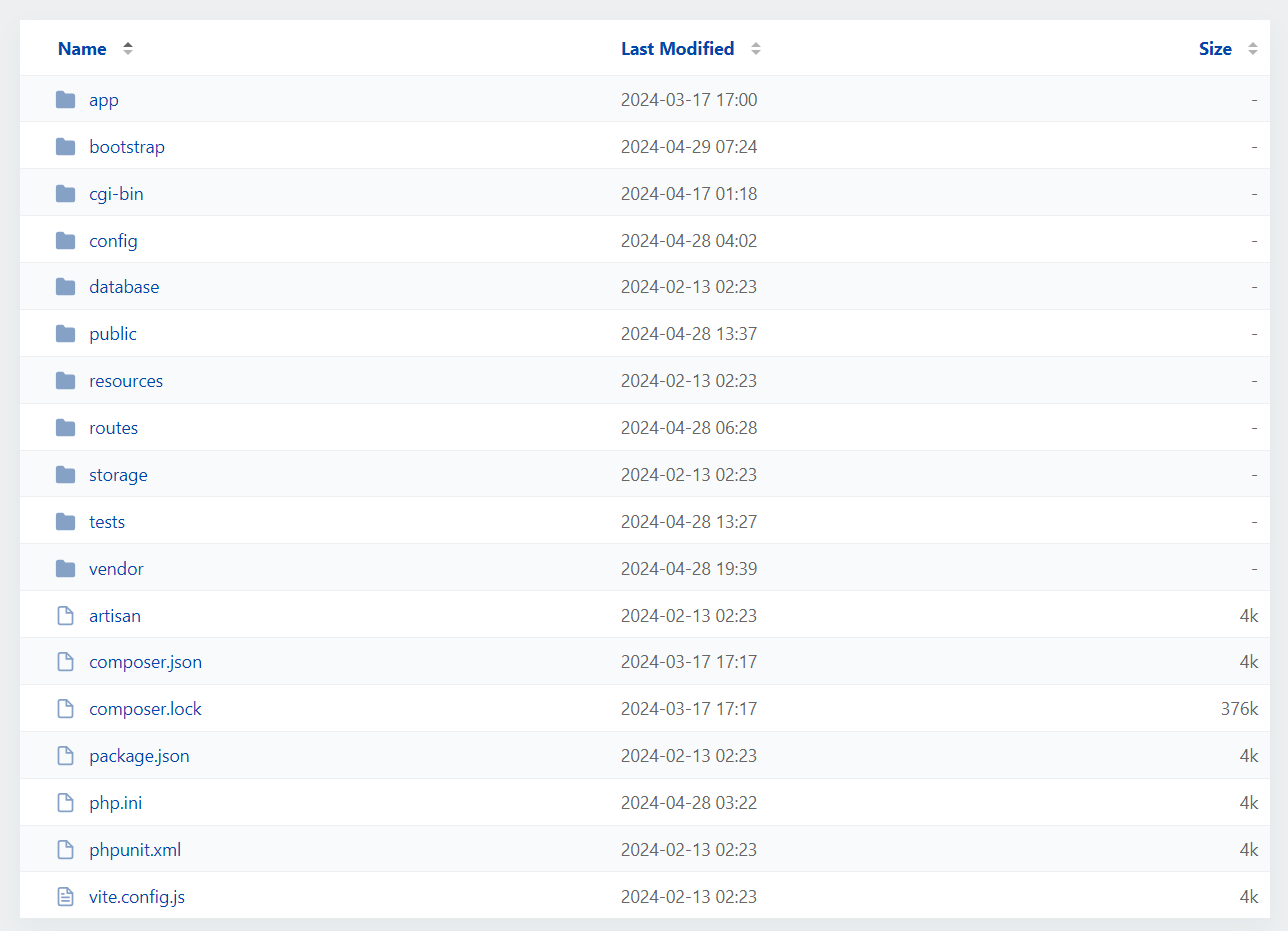 Name Last Modified Size
app 2024-03-17 17:00 -
bootstrap 2024-04-29 07:24 -
cgi-bin 2024-04-17 01:18 -
config 2024-04-28 04:02 -
database 2024-02-13 02:23 -
public 2024-04-28 13:37 -
resources 2024-02-13 02:23 -
routes 2024-04-28 06:28 -
storage 2024-02-13 02:23 -
tests 2024-04-28 13:27 -
vendor 2024-04-28 19:39 -
artisan 2024-02-13 02:23 4k
composer.json 2024-03-17 17:17 4k
composer.lock 2024-03-17 17:17 376k
package.json 2024-02-13 02:23 4k
php.ini 2024-04-28 03:22 4k
phpunit.xml 2024-02-13 02:23 4k
vite.config.js 2024-02-13 02:23 4k